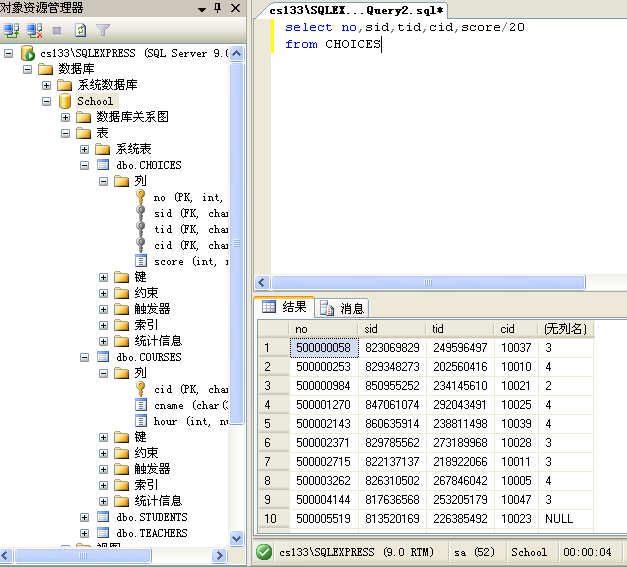 对象资源管理器
cs133\SQLEXPRESS (SQL Server 9.0
数据库
系统数据库
School
数据库关系图
表
系统表
dbo.CHOICES
列
no (PK, int,
sid (FK, char
tid (FK, char
cid (FK, char
score (int, n
键
约束
触发器
索引
统计信息
dbo.COURSES
列
cid (PK, char
cname (char(3
hour (int, nu
键
约束
触发器
索引
统计信息
dbo.STUDENTS
dbo.TEACHERS
cs133\SQLEX...Query2.sql*
select no,sid,tid,cid,score/20
from CHOICES
结果 消息
no sid tid cid (无列名)
1 500000058 823069829 249596497 10037 3
2 500000253 829348273 202560416 10010 4
3 500000984 850955252 234145610 10021 2
4 500001270 847061074 292043491 10025 4
5 500002143 860635914 238811498 10039 4
6 500002371 829785562 273189968 10028 3
7 500002715 822137137 218922066 10011 3
8 500003262 826310502 267846042 10005 4
9 500004144 817636568 253205179 10047 3
10 500005519 813520169 226385492 10023 NULL
cs133\SQLEXPRESS (9.0 RTM) sa (52) School 00:00:04